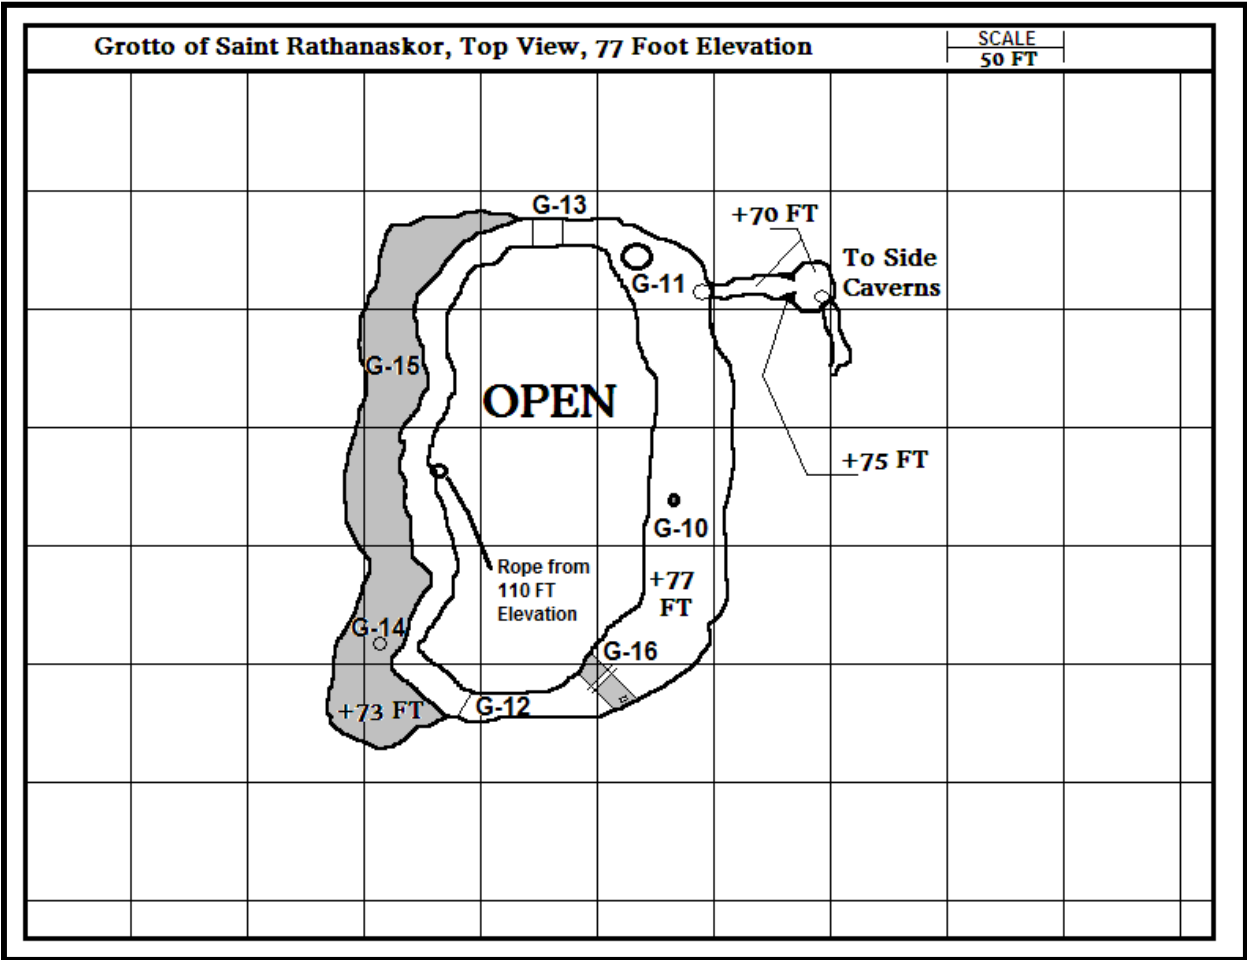 Grotto of Saint Rathanaskor, Top View, 77 Foot Elevation
SCALE
50 FT
G-13
+70 FT
To Side
Caverns
G-11
G-15
OPEN
+75 FT
G-10
Rope from
110 FT
Elevation
+77
FT
G-14
G-16
+73 FT
G-12